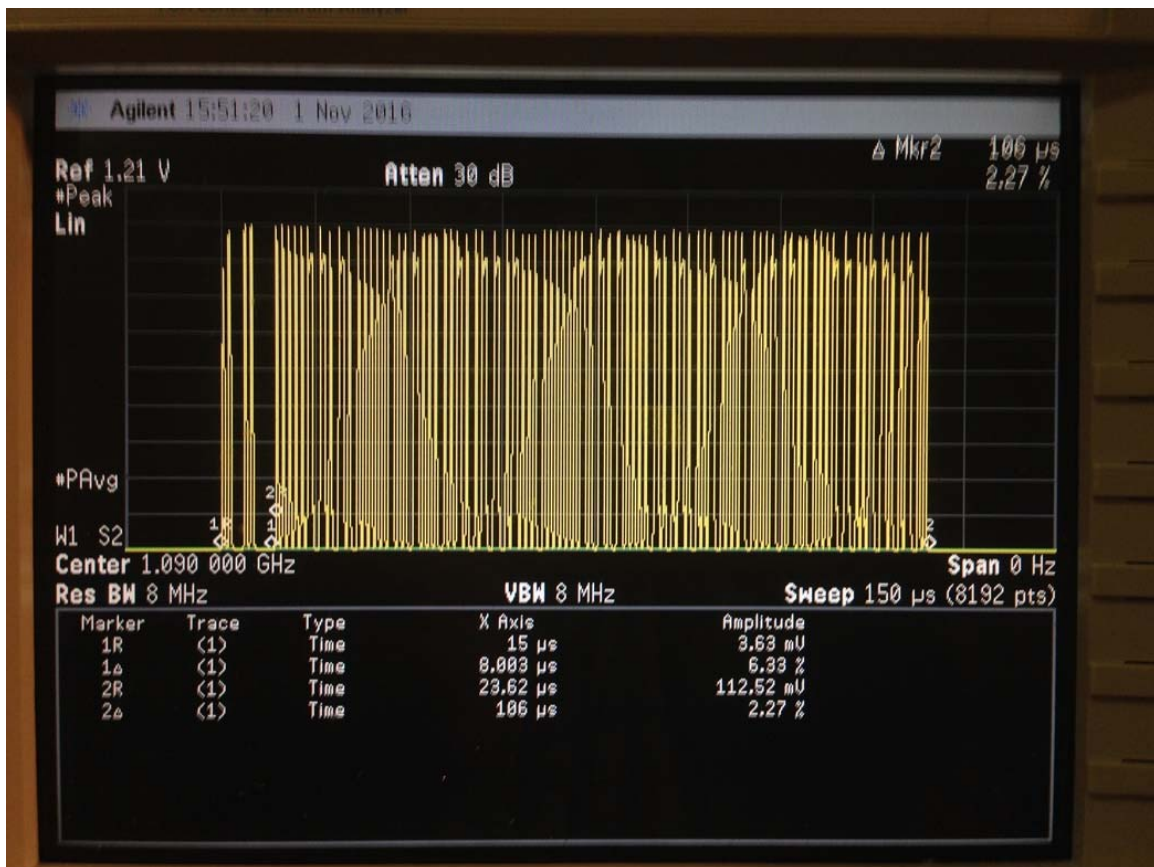 Agilent 15:51:20 1 Nov 2016
Δ Mkr2 106 µs
Ref 1.21 V Atten 30 dB 2.27 %
#Peak
Lin
#PAvg
2R
1R 1 2
W1 S2
Center 1.090 000 GHz Span 0 Hz
Res BW 8 MHz VBW 8 MHz Sweep 150 µs (8192 pts)
Marker Trace Type X Axis Amplitude
1R (1) Time 15 µs 3.63 mV
1Δ (1) Time 8.003 µs 6.33 %
2R (1) Time 23.62 µs 112.52 mV
2Δ (1) Time 106 µs 2.27 %